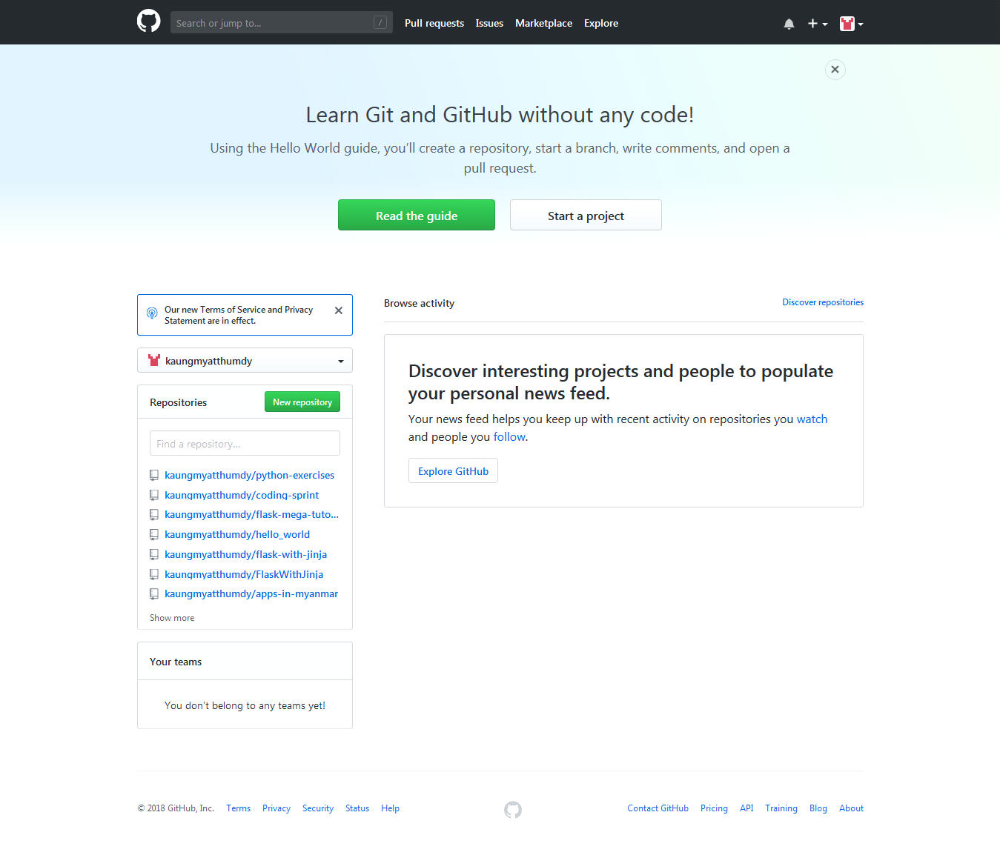 Search or jump to... /
Pull requests Issues Marketplace Explore
Learn Git and GitHub without any code!
Using the Hello World guide, you’ll create a repository, start a branch, write comments, and open a
pull request.
Read the guide
Start a project
Our new Terms of Service and Privacy
Statement are in effect.
kaungmyatthumdy
Repositories
New repository
Find a repository…
kaungmyatthumdy/python-exercises
kaungmyatthumdy/coding-sprint
kaungmyatthumdy/flask-mega-tuto…
kaungmyatthumdy/hello_world
kaungmyatthumdy/flask-with-jinja
kaungmyatthumdy/FlaskWithJinja
kaungmyatthumdy/apps-in-myanmar
Show more
Your teams
You don’t belong to any teams yet!
Browse activity
Discover repositories
Discover interesting projects and people to populate
your personal news feed.
Your news feed helps you keep up with recent activity on repositories you watch
and people you follow.
Explore GitHub
© 2018 GitHub, Inc. Terms Privacy Security Status Help
Contact GitHub Pricing API Training Blog About